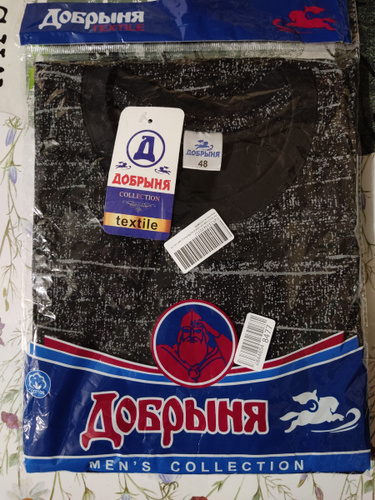 Добрыня
TEXTILE
Д
ДОБРЫНЯ
COLLECTION
textile
ДОБРЫНЯ
48
Добрыня
MEN'S COLLECTION